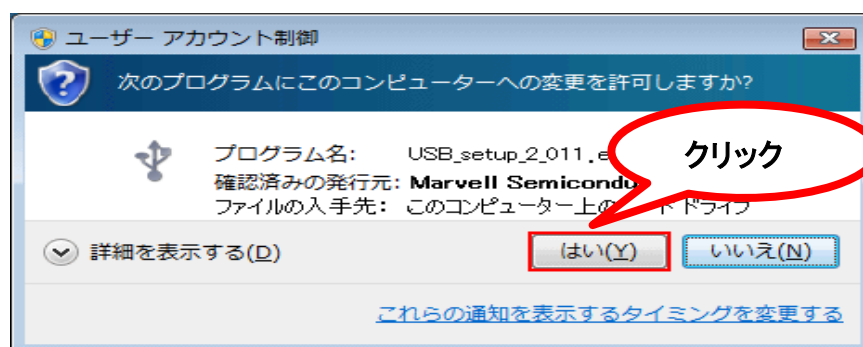 ユーザー アカウント制御
次のプログラムにこのコンピューターへの変更を許可しますか?
プログラム名: USB_setup_2_011.e
クリック
確認済みの発行元: Marvell Semicondu
ファイルの入手先: このコンピューター上の ドライブ
詳細を表示する(D)
はい(Y)
いいえ(N)
これらの通知を表示するタイミングを変更する